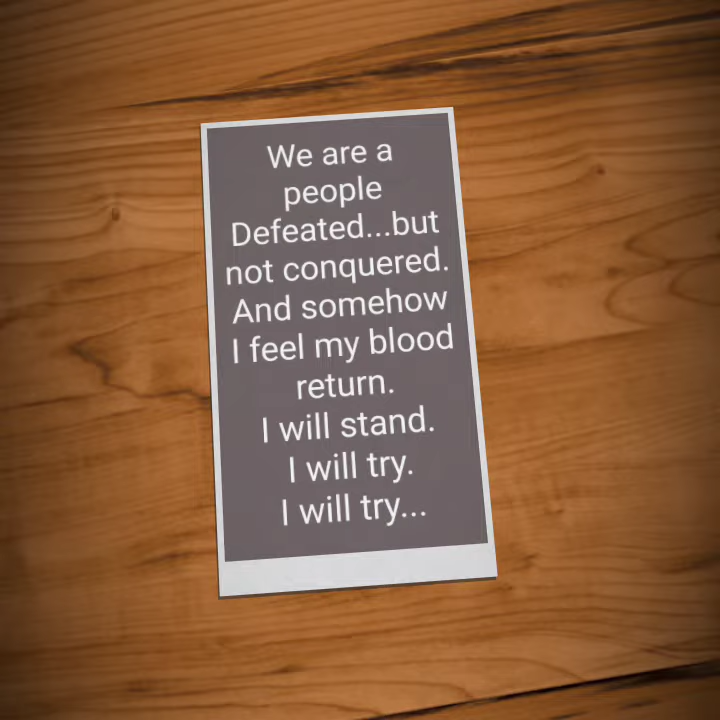 We are a
people
Defeated...but
not conquered.
And somehow
I feel my blood
return.
I will stand.
I will try.
I will try...